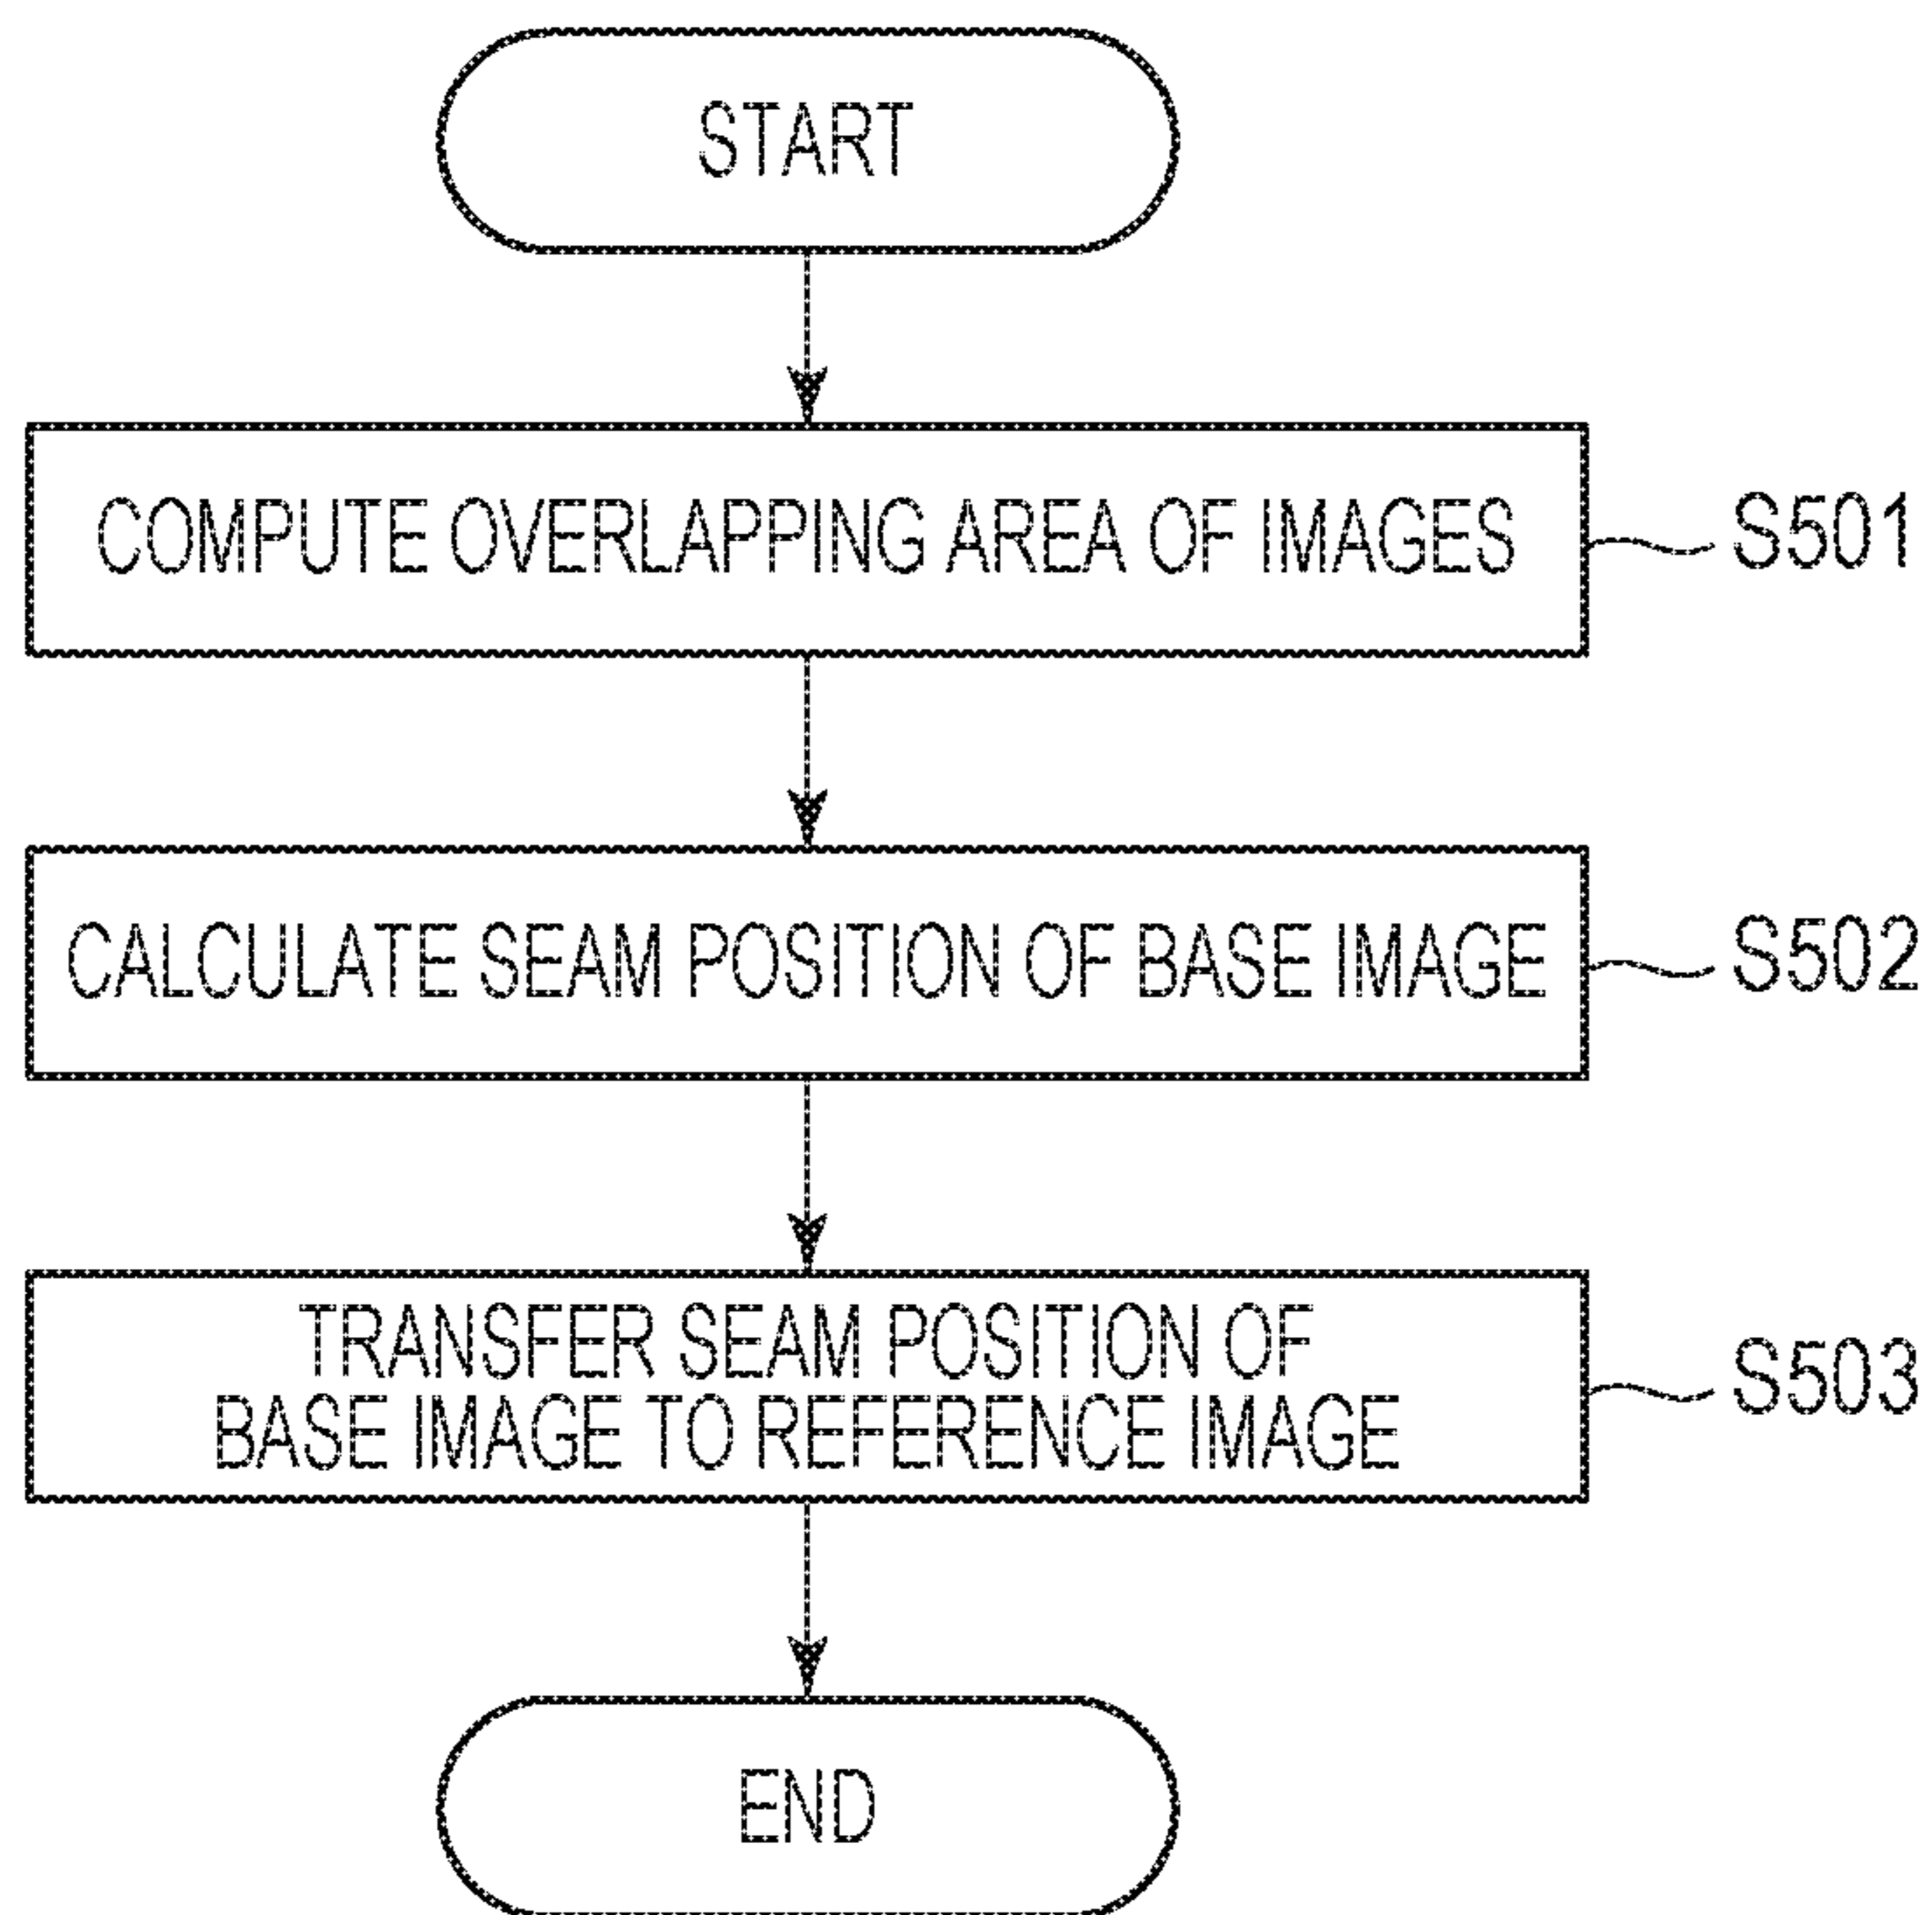 START
COMPUTE OVERLAPPING AREA OF IMAGES
S501
CALCULATE SEAM POSITION OF BASE IMAGE
S502
TRANSFER SEAM POSITION OF
BASE IMAGE TO REFERENCE IMAGE
S503
END